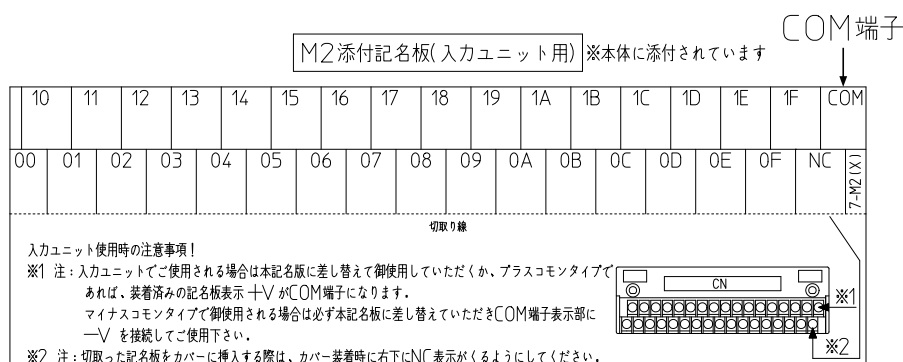 COM端子
M2添付記名板(入力ユニット用) ※本体に添付されています
10 11 12 13 14 15 16 17 18 19 1A 1B 1C 1D 1E 1F COM
00 01 02 03 04 05 06 07 08 09 0A 0B 0C 0D 0E 0F NC
7-M2(X)
切取り線
入力ユニット使用時の注意事項!
※1 注:入力ユニットでご使用される場合は本記名版に差し替えて御使用していただくか、プラスコモンタイプで
あれば、装着済みの記名板表示 +V がCOM端子になります.
マイナスコモンタイプで御使用される場合は必ず本記名板に差し替えていただきCOM端子表示部に
-V を接続してご使用下さい.
※2 注:切取った記名板をカバーに挿入する際は、カバー装着時に右下にNC表示がくるようにしてください.
CN
※1
※2